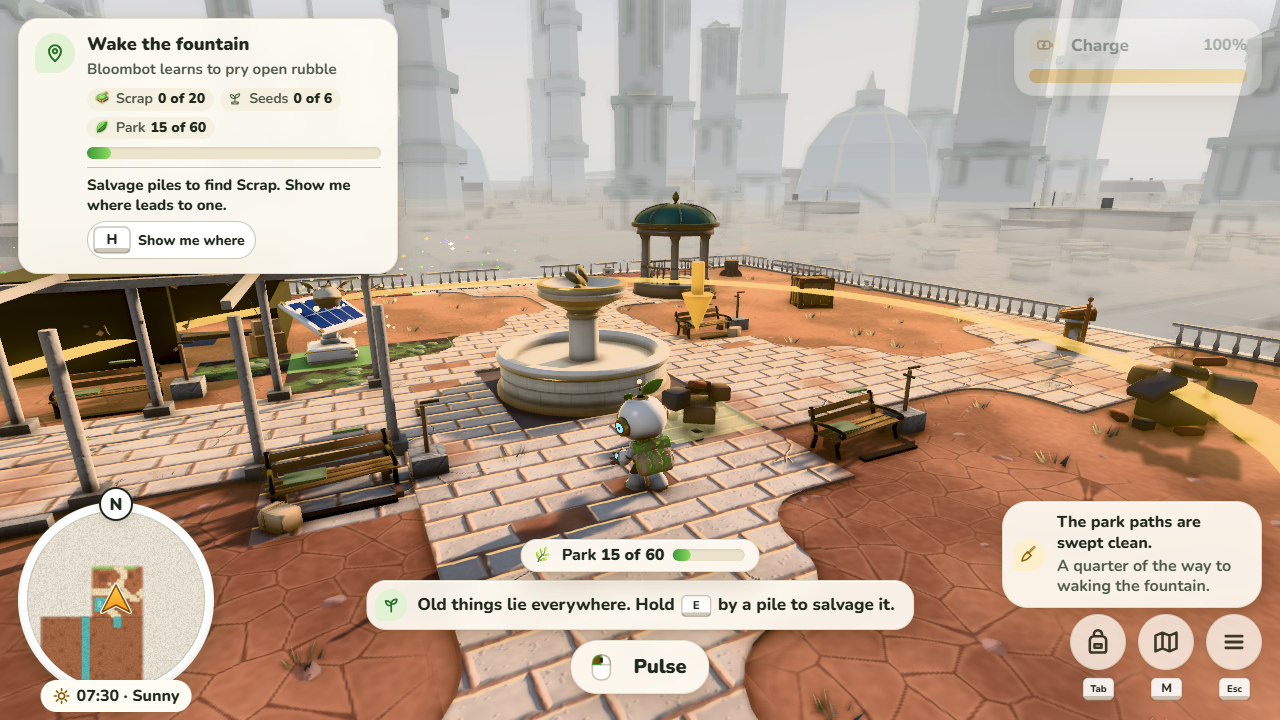 Wake the fountain
Bloombot learns to pry open rubble
Scrap 0 of 20 Seeds 0 of 6
Park 15 of 60
Salvage piles to find Scrap. Show me
where leads to one.
H Show me where
Charge 100%
N
07:30 · Sunny
Park 15 of 60
Old things lie everywhere. Hold E by a pile to salvage it.
Pulse
The park paths are
swept clean.
A quarter of the way to
waking the fountain.
Tab M Esc